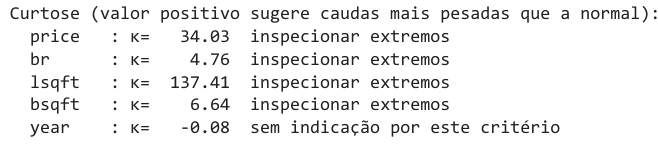 Curtose (valor positivo sugere caudas mais pesadas que a normal):
  price   : κ=   34.03  inspecionar extremos
  br      : κ=    4.76  inspecionar extremos
  lsqft   : κ=  137.41  inspecionar extremos
  bsqft   : κ=    6.64  inspecionar extremos
  year    : κ=   -0.08  sem indicação por este critério